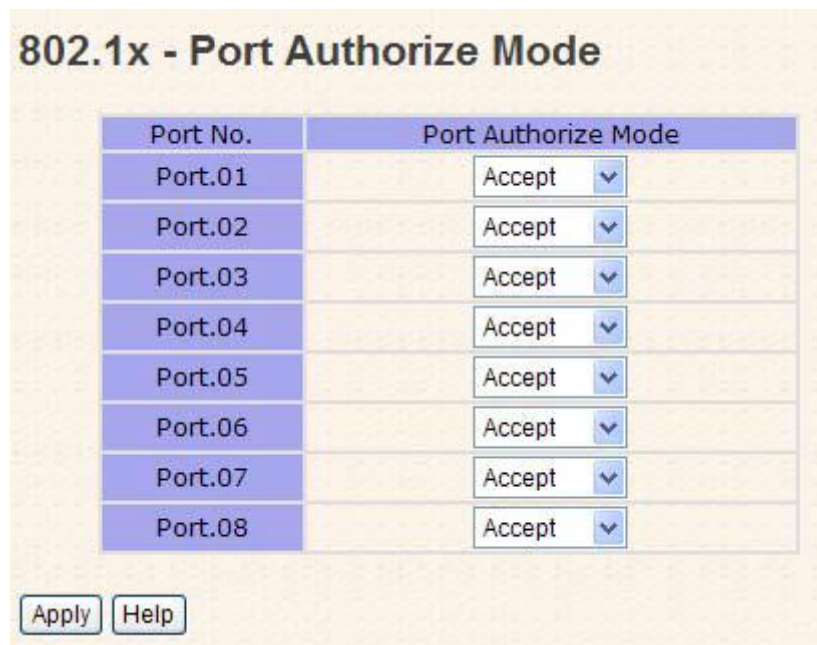 802.1x - Port Authorize Mode
Port No. Port Authorize Mode
Port.01 Accept
Port.02 Accept
Port.03 Accept
Port.04 Accept
Port.05 Accept
Port.06 Accept
Port.07 Accept
Port.08 Accept
Apply Help